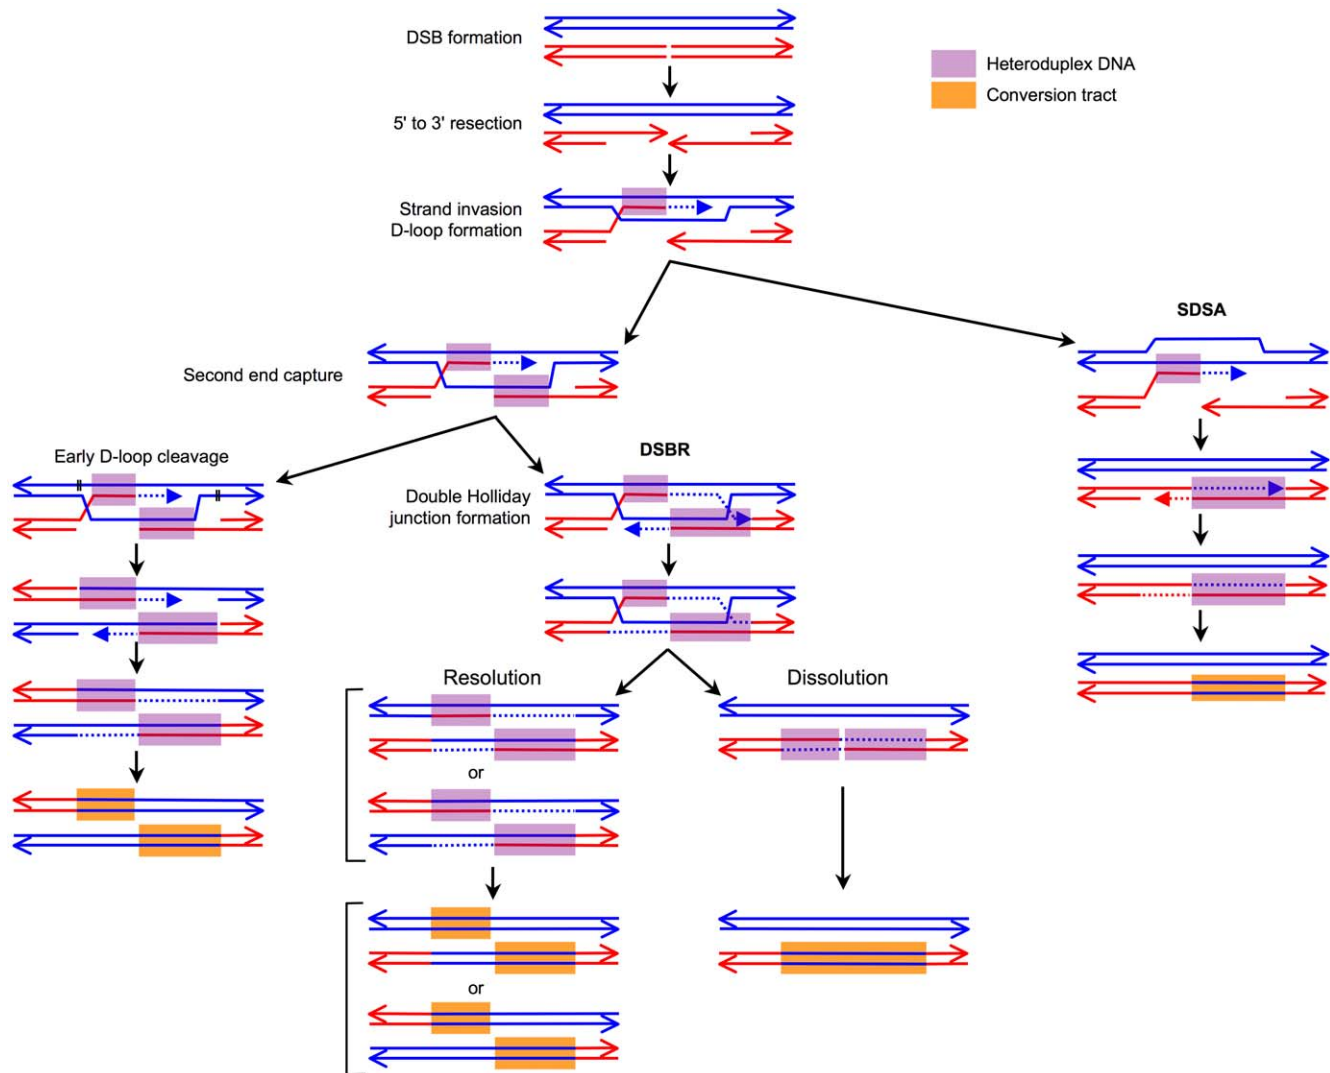 DSB formation
Heteroduplex DNA
Conversion tract
5' to 3' resection
Strand invasion
D-loop formation
SDSA
Second end capture
Early D-loop cleavage
DSBR
Double Holliday
junction formation
Resolution
Dissolution
or
or